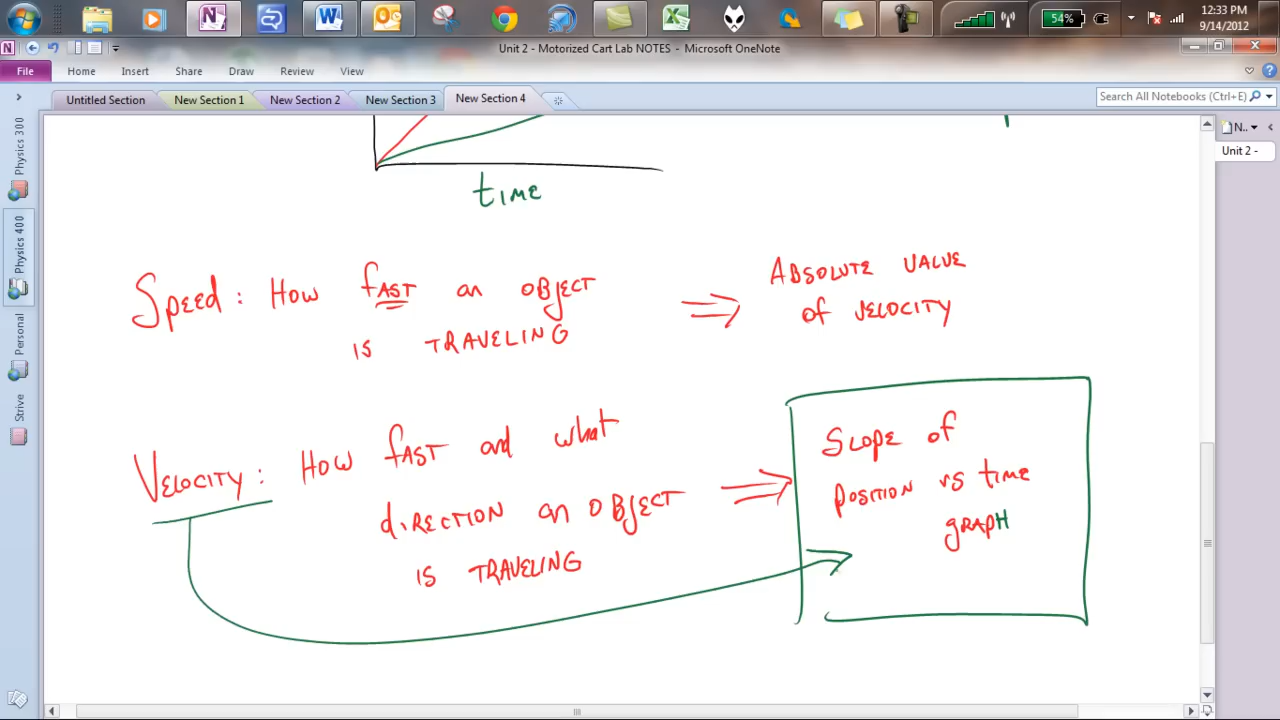 12:33 PM
54%
9/14/2012
Unit 2 - Motorized Cart Lab NOTES - Microsoft OneNote
File Home Insert Share Draw Review View
Untitled Section New Section 1 New Section 2 New Section 3 New Section 4
Search All Notebooks (Ctrl+E)
N..
Unit 2 -
Physics 300
Physics 400
Personal
Strive
time
Speed: How fast an object
is traveling
Absolute value
of velocity
Velocity: How fast and what
direction an object
is traveling
Slope of
position vs time
graph